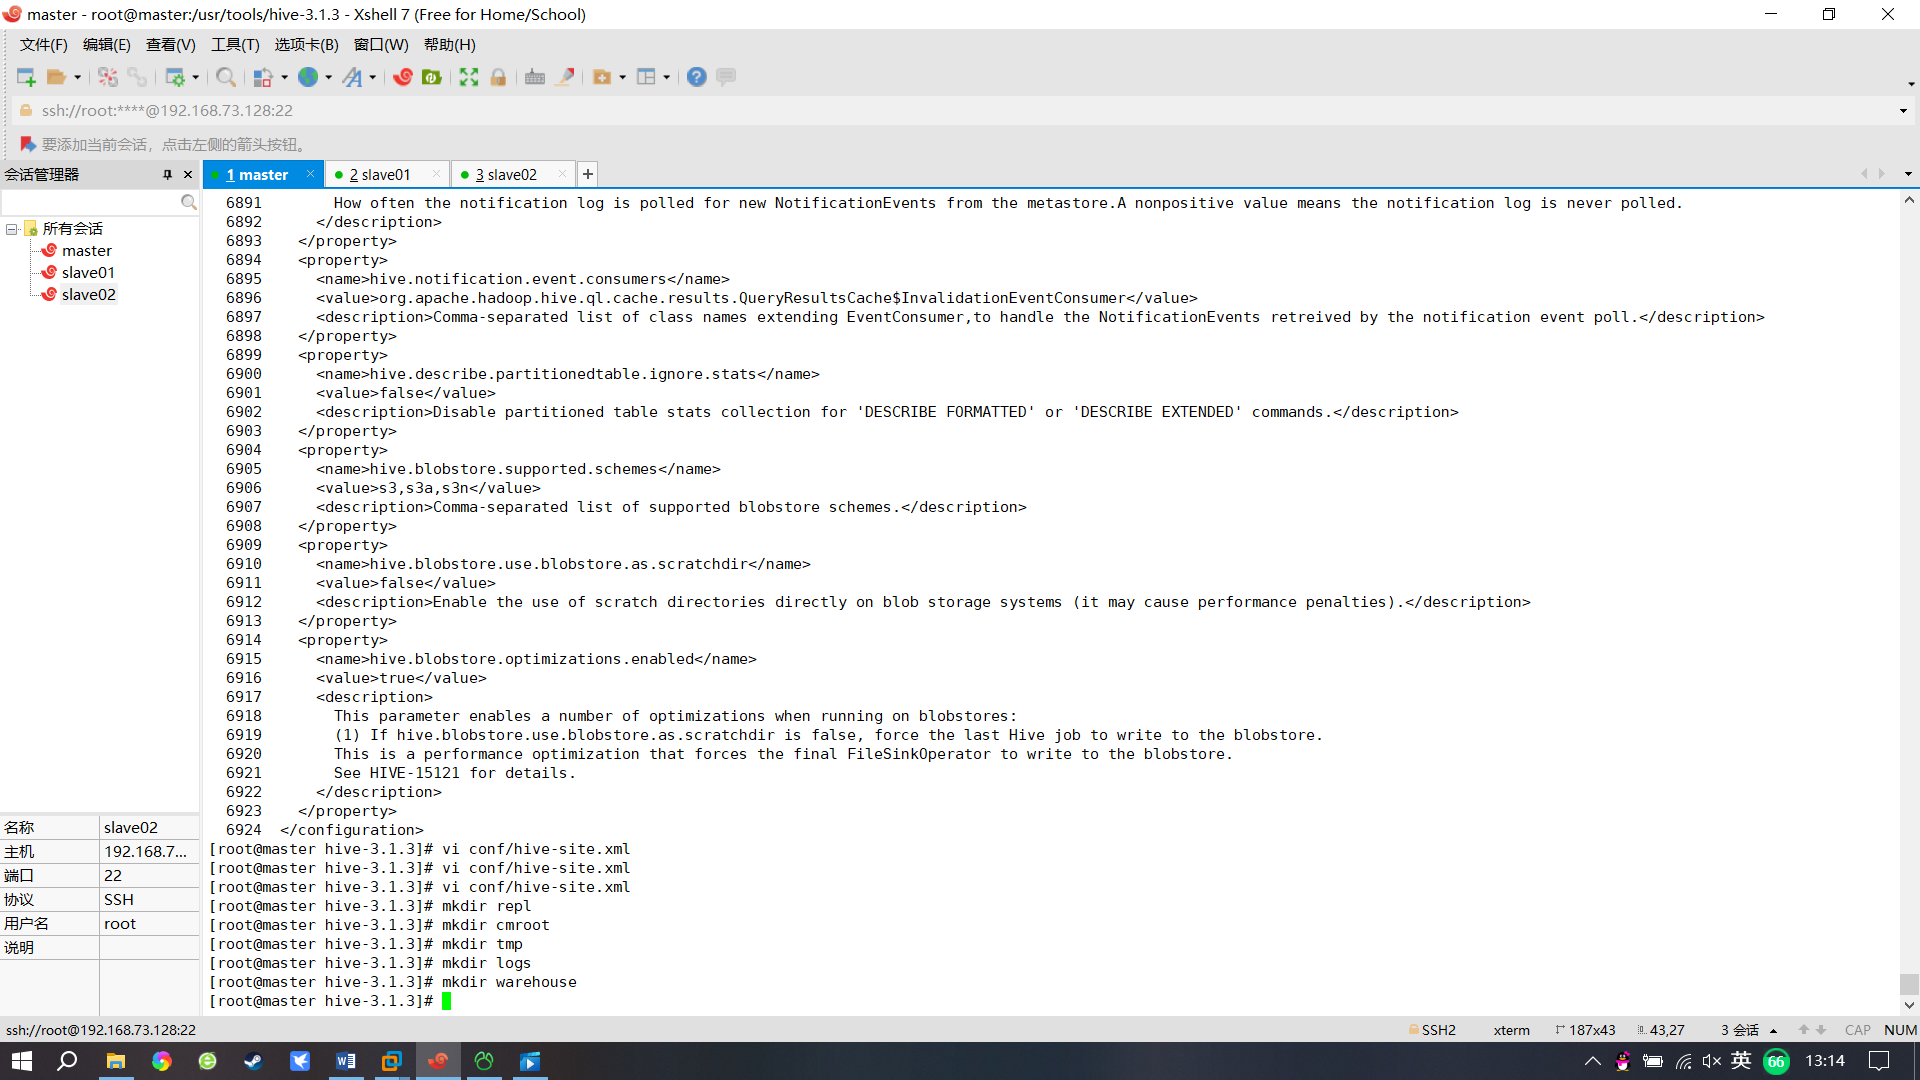 master - root@master:/usr/tools/hive-3.1.3 - Xshell 7 (Free for Home/School)
文件(F) 编辑(E) 查看(V) 工具(T) 选项卡(B) 窗口(W) 帮助(H)
ssh://root:****@192.168.73.128:22
要添加当前会话，点击左侧的箭头按钮。
会话管理器
1 master
2 slave01
3 slave02
所有会话
master
slave01
slave02
6891 How often the notification log is polled for new NotificationEvents from the metastore.A nonpositive value means the notification log is never polled.
6892 </description>
6893 </property>
6894 <property>
6895 <name>hive.notification.event.consumers</name>
6896 <value>org.apache.hadoop.hive.ql.cache.results.QueryResultsCache$InvalidationEventConsumer</value>
6897 <description>Comma-separated list of class names extending EventConsumer,to handle the NotificationEvents retreived by the notification event poll.</description>
6898 </property>
6899 <property>
6900 <name>hive.describe.partitionedtable.ignore.stats</name>
6901 <value>false</value>
6902 <description>Disable partitioned table stats collection for 'DESCRIBE FORMATTED' or 'DESCRIBE EXTENDED' commands.</description>
6903 </property>
6904 <property>
6905 <name>hive.blobstore.supported.schemes</name>
6906 <value>s3,s3a,s3n</value>
6907 <description>Comma-separated list of supported blobstore schemes.</description>
6908 </property>
6909 <property>
6910 <name>hive.blobstore.use.blobstore.as.scratchdir</name>
6911 <value>false</value>
6912 <description>Enable the use of scratch directories directly on blob storage systems (it may cause performance penalties).</description>
6913 </property>
6914 <property>
6915 <name>hive.blobstore.optimizations.enabled</name>
6916 <value>true</value>
6917 <description>
6918 This parameter enables a number of optimizations when running on blobstores:
6919 (1) If hive.blobstore.use.blobstore.as.scratchdir is false, force the last Hive job to write to the blobstore.
6920 This is a performance optimization that forces the final FileSinkOperator to write to the blobstore.
6921 See HIVE-15121 for details.
6922 </description>
6923 </property>
6924 </configuration>
[root@master hive-3.1.3]# vi conf/hive-site.xml
[root@master hive-3.1.3]# vi conf/hive-site.xml
[root@master hive-3.1.3]# vi conf/hive-site.xml
[root@master hive-3.1.3]# mkdir repl
[root@master hive-3.1.3]# mkdir cmroot
[root@master hive-3.1.3]# mkdir tmp
[root@master hive-3.1.3]# mkdir logs
[root@master hive-3.1.3]# mkdir warehouse
[root@master hive-3.1.3]#
名称 slave02
主机 192.168.7...
端口 22
协议 SSH
用户名 root
说明
ssh://root@192.168.73.128:22 SSH2 xterm 187x43 43,27 3 会话 CAP NUM
英 66 13:14